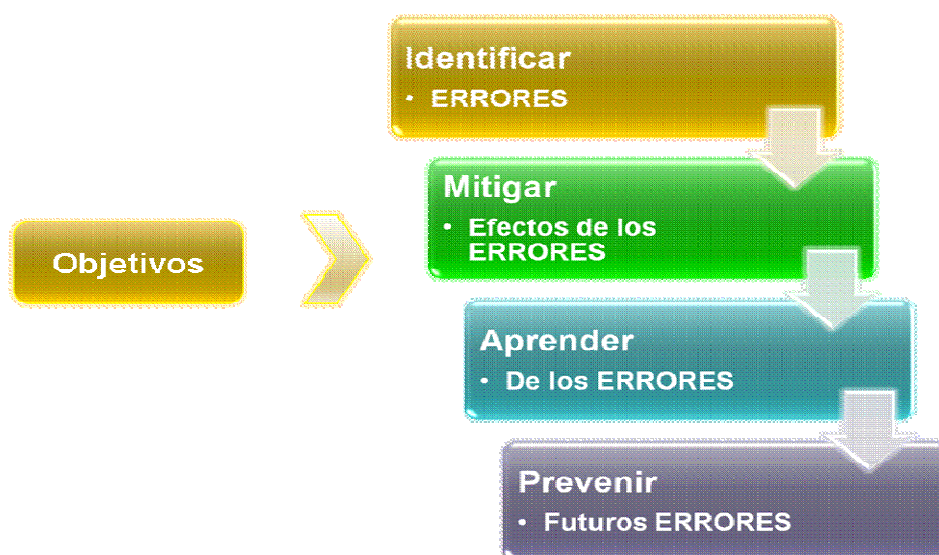 Objetivos
Identificar
• ERRORES
Mitigar
• Efectos de los
ERRORES
Aprender
• De los ERRORES
Prevenir
• Futuros ERRORES